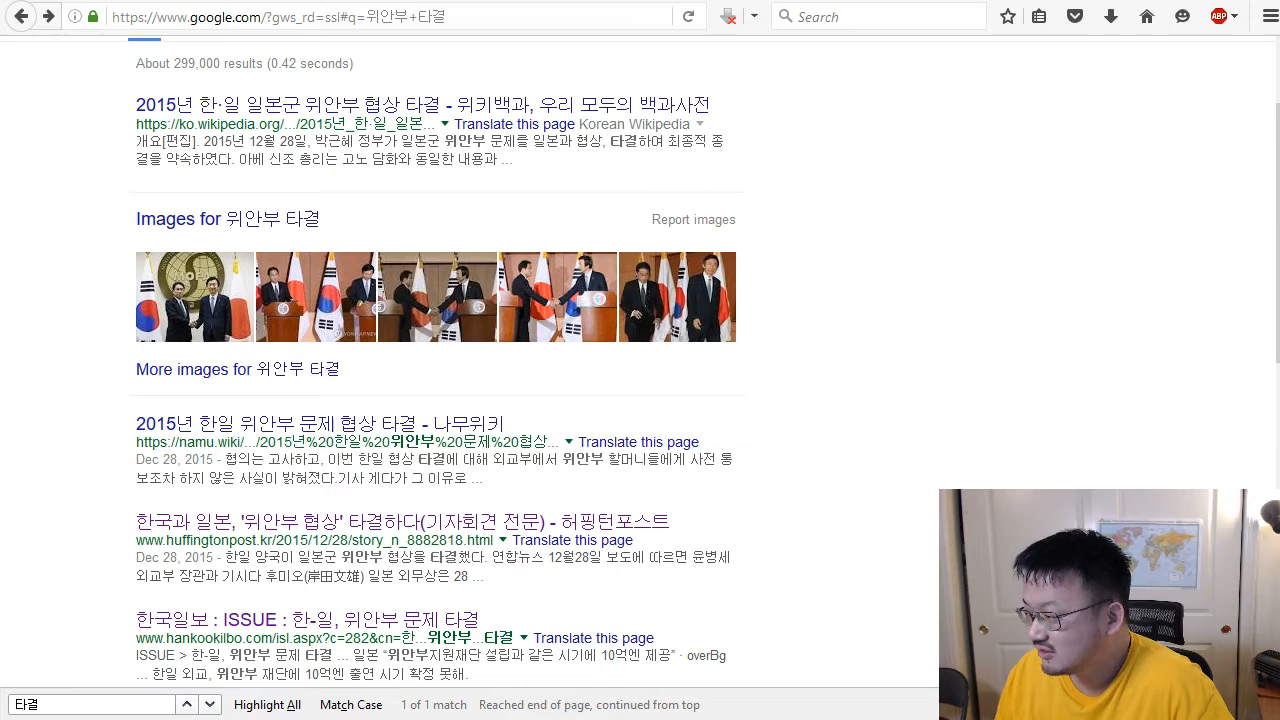 https://www.google.com/?gws_rd=ssl#q=위안부+타결
Search
ABP
About 299,000 results (0.42 seconds)
2015년 한·일 일본군 위안부 협상 타결 - 위키백과, 우리 모두의 백과사전
https://ko.wikipedia.org/.../2015년_한·일_일본... Translate this page Korean Wikipedia
개요[편집]. 2015년 12월 28일, 박근혜 정부가 일본군 위안부 문제를 일본과 협상, 타결하여 최종적 종
결을 약속하였다. 아베 신조 총리는 고노 담화와 동일한 내용과 ...
Images for 위안부 타결
Report images
More images for 위안부 타결
2015년 한일 위안부 문제 협상 타결 - 나무위키
https://namu.wiki/.../2015년%20한일%20위안부%20문제%20협상... Translate this page
Dec 28, 2015 - 협의는 고사하고, 이번 한일 협상 타결에 대해 외교부에서 위안부 할머니들에게 사전 통
보조차 하지 않은 사실이 밝혀졌다.기사 게다가 그 이유로 ...
한국과 일본, '위안부 협상' 타결하다(기자회견 전문) - 허핑턴포스트
www.huffingtonpost.kr/2015/12/28/story_n_8882818.html Translate this page
Dec 28, 2015 - 한일 양국이 일본군 위안부 협상을 타결했다. 연합뉴스 12월28일 보도에 따르면 윤병세
외교부 장관과 기시다 후미오(岸田文雄) 일본 외무상은 28 ...
한국일보 : ISSUE : 한-일, 위안부 문제 타결
www.hankookilbo.com/isl.aspx?c=282&cn=한...위안부...타결 Translate this page
ISSUE > 한-일, 위안부 문제 타결 ... 일본 “위안부지원재단 설립과 같은 시기에 10억엔 제공” · overBg
... 한일 외교, 위안부 재단에 10억엔 출연 시기 확정 못해.
타결 Highlight All Match Case 1 of 1 match Reached end of page, continued from top